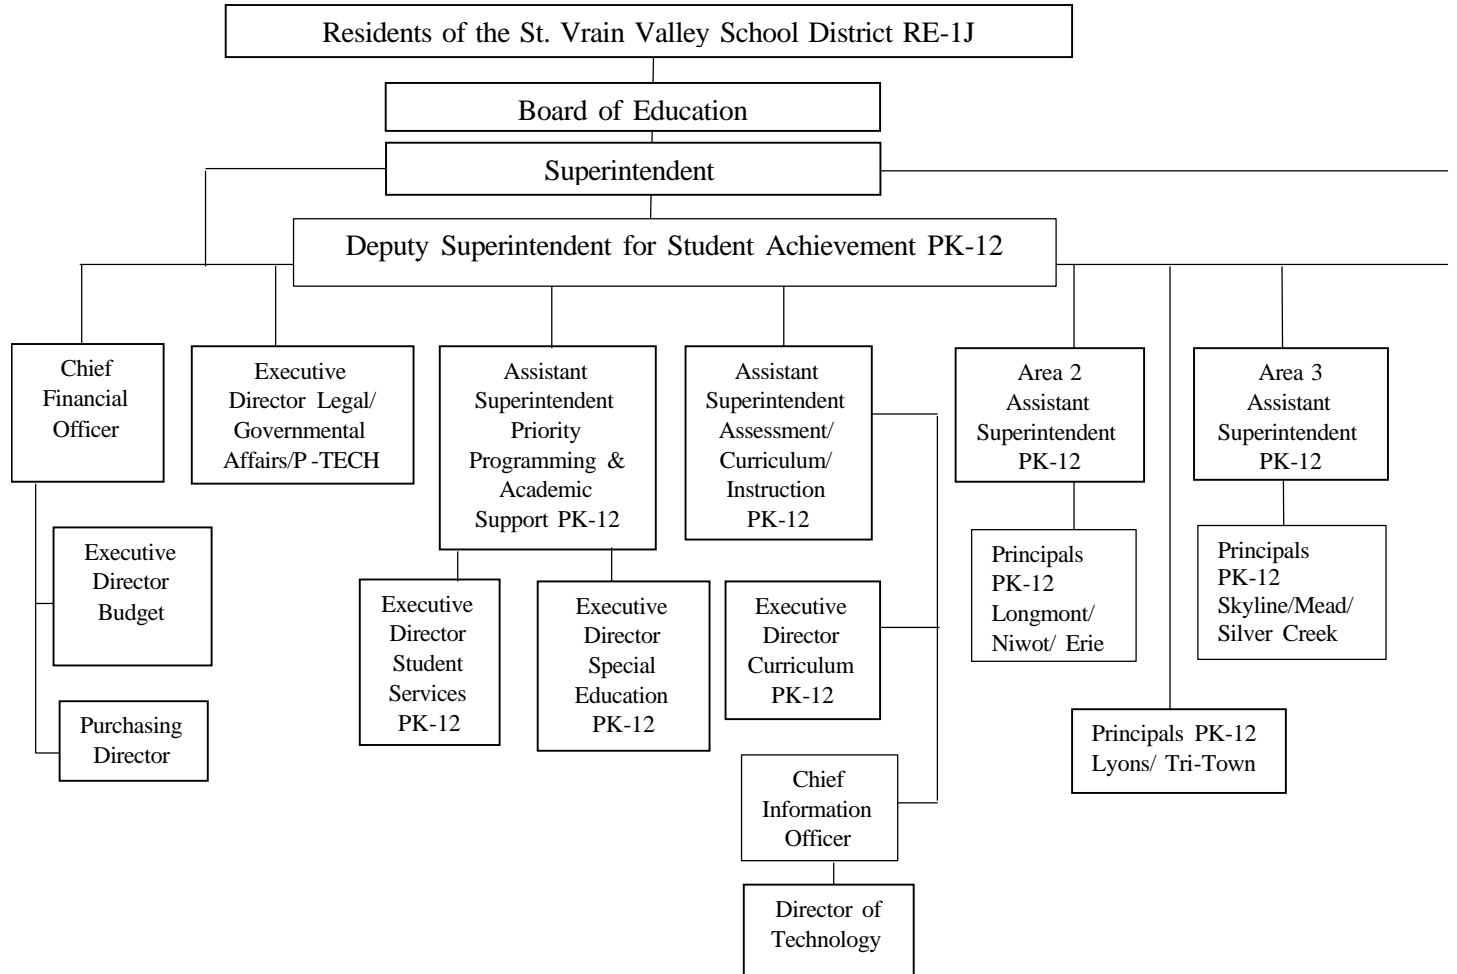 Residents of the St. Vrain Valley School District RE-1J
Board of Education
Superintendent
Deputy Superintendent for Student Achievement PK-12
Chief
Financial
Officer
Executive
Director Legal/
Governmental
Affairs/P -TECH
Assistant
Superintendent
Priority
Programming &
Academic
Support PK-12
Assistant
Superintendent
Assessment/
Curriculum/
Instruction
PK-12
Area 2
Assistant
Superintendent
PK-12
Area 3
Assistant
Superintendent
PK-12
Executive
Director
Budget
Purchasing
Director
Executive
Director
Student
Services
PK-12
Executive
Director
Special
Education
PK-12
Executive
Director
Curriculum
PK-12
Principals
PK-12
Longmont/
Niwot/ Erie
Principals
PK-12
Skyline/Mead/
Silver Creek
Principals PK-12
Lyons/ Tri-Town
Chief
Information
Officer
Director of
Technology